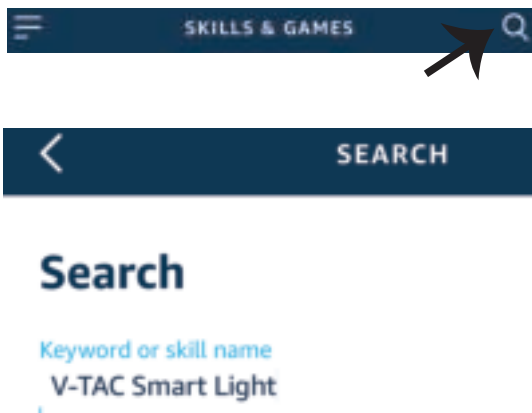 SKILLS & GAMES
SEARCH
Search
Keyword or skill name
V-TAC Smart Light